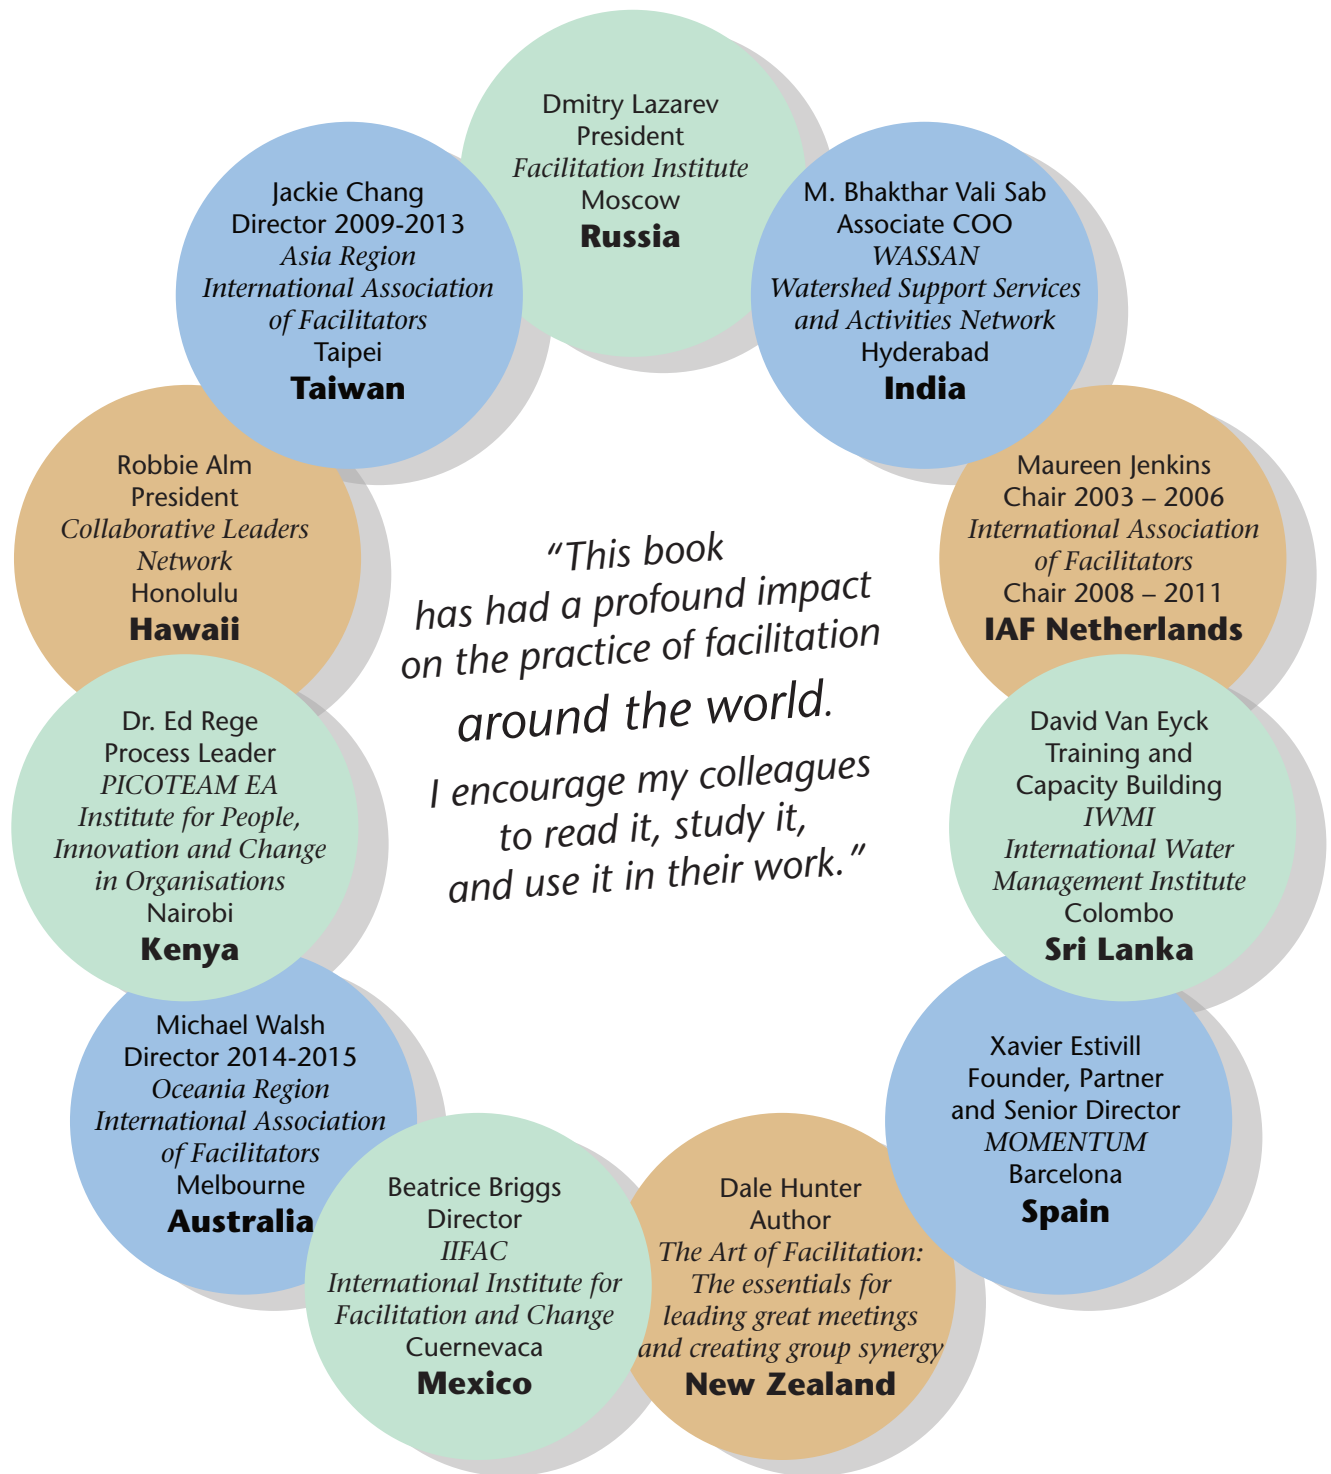 Dmitry Lazarev
President
Facilitation Institute
Moscow
Russia
M. Bhakthar Vali Sab
Associate COO
WASSAN
Watershed Support Services
and Activities Network
Hyderabad
India
Maureen Jenkins
Chair 2003 – 2006
International Association
of Facilitators
Chair 2008 – 2011
IAF Netherlands
David Van Eyck
Training and
Capacity Building
IWMI
International Water
Management Institute
Colombo
Sri Lanka
Xavier Estivill
Founder, Partner
and Senior Director
MOMENTUM
Barcelona
Spain
Dale Hunter
Author
The Art of Facilitation:
The essentials for
leading great meetings
and creating group synergy
New Zealand
Beatrice Briggs
Director
IIFAC
International Institute for
Facilitation and Change
Cuernevaca
Mexico
Michael Walsh
Director 2014-2015
Oceania Region
International Association
of Facilitators
Melbourne
Australia
Dr. Ed Rege
Process Leader
PICOTEAM EA
Institute for People,
Innovation and Change
in Organisations
Nairobi
Kenya
Robbie Alm
President
Collaborative Leaders
Network
Honolulu
Hawaii
Jackie Chang
Director 2009-2013
Asia Region
International Association
of Facilitators
Taipei
Taiwan
“This book
has had a profound impact
on the practice of facilitation
around the world.
I encourage my colleagues
to read it, study it,
and use it in their work.”